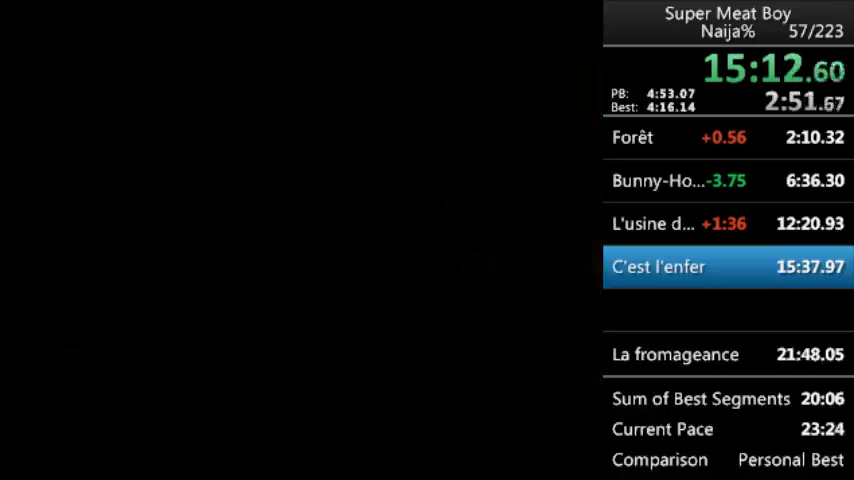 Super Meat Boy
Naija% 57/223
15:12.60
PB: 4:53.07
Best: 4:16.14 2:51.67
Forêt +0.56 2:10.32
Bunny-Ho...-3.75 6:36.30
L'usine d... +1:36 12:20.93
C'est l'enfer 15:37.97
La fromageance 21:48.05
Sum of Best Segments 20:06
Current Pace 23:24
Comparison Personal Best